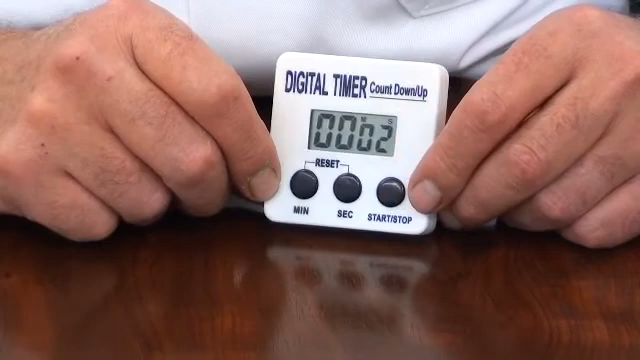 DIGITAL TIMER Count Down/Up
M S
0002
RESET
MIN SEC START/STOP